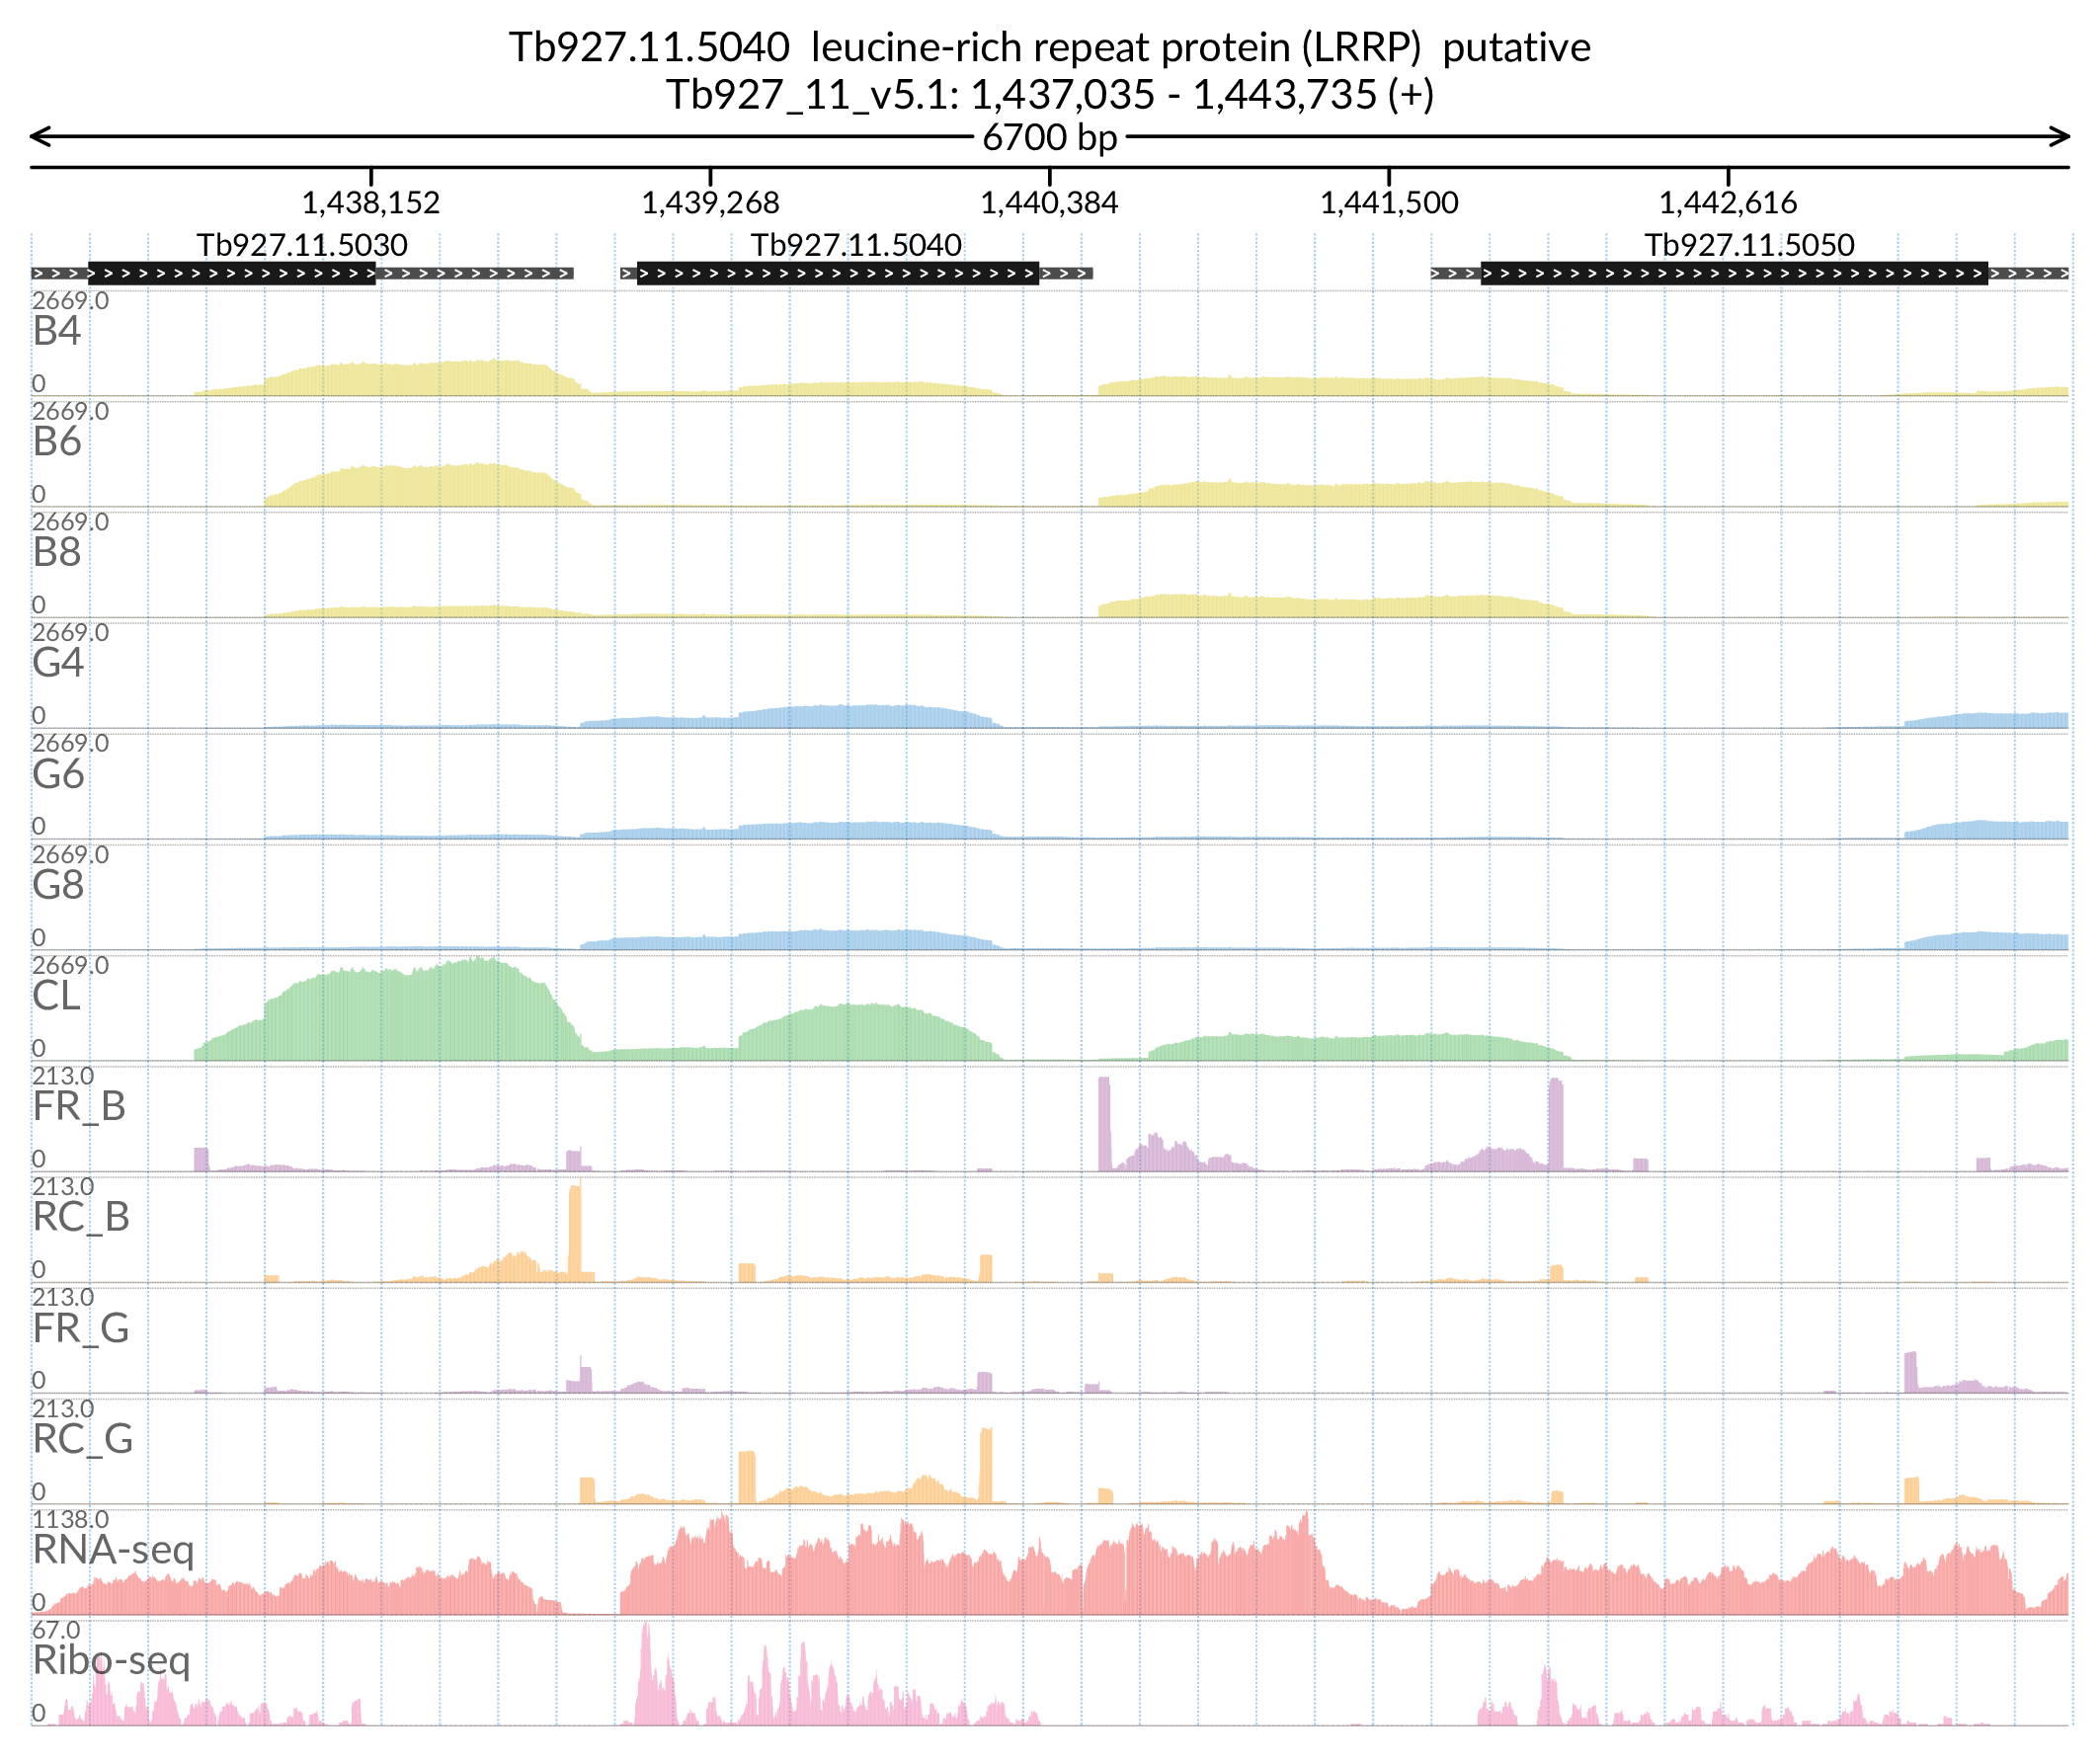 Tb927.11.5040 leucine-rich repeat protein (LRRP) putative
Tb927_11_v5.1: 1,437,035 - 1,443,735 (+)
6700 bp
1,438,152 1,439,268 1,440,384 1,441,500 1,442,616
Tb927.11.5030 Tb927.11.5040 Tb927.11.5050
2669.0
B4
0
2669.0
B6
0
2669.0
B8
0
2669.0
G4
0
2669.0
G6
0
2669.0
G8
0
2669.0
CL
0
213.0
FR_B
0
213.0
RC_B
0
213.0
FR_G
0
213.0
RC_G
0
1138.0
RNA-seq
0
67.0
Ribo-seq
0